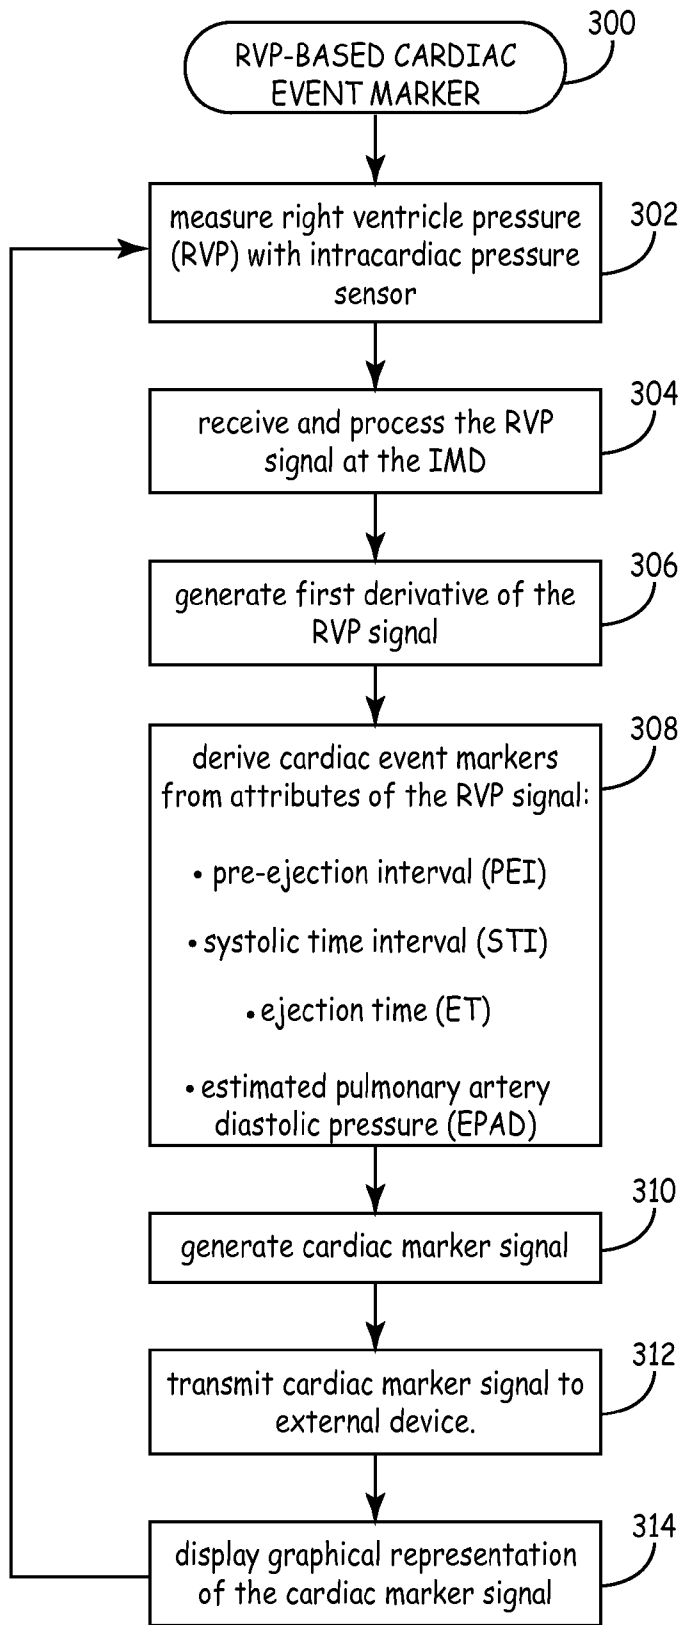 RVP-BASED CARDIAC
EVENT MARKER
300
measure right ventricle pressure
(RVP) with intracardiac pressure
sensor
302
receive and process the RVP
signal at the IMD
304
generate first derivative of the
RVP signal
306
derive cardiac event markers
from attributes of the RVP signal:
• pre-ejection interval (PEI)
• systolic time interval (STI)
• ejection time (ET)
• estimated pulmonary artery
diastolic pressure (EPAD)
308
generate cardiac marker signal
310
transmit cardiac marker signal to
external device.
312
display graphical representation
of the cardiac marker signal
314